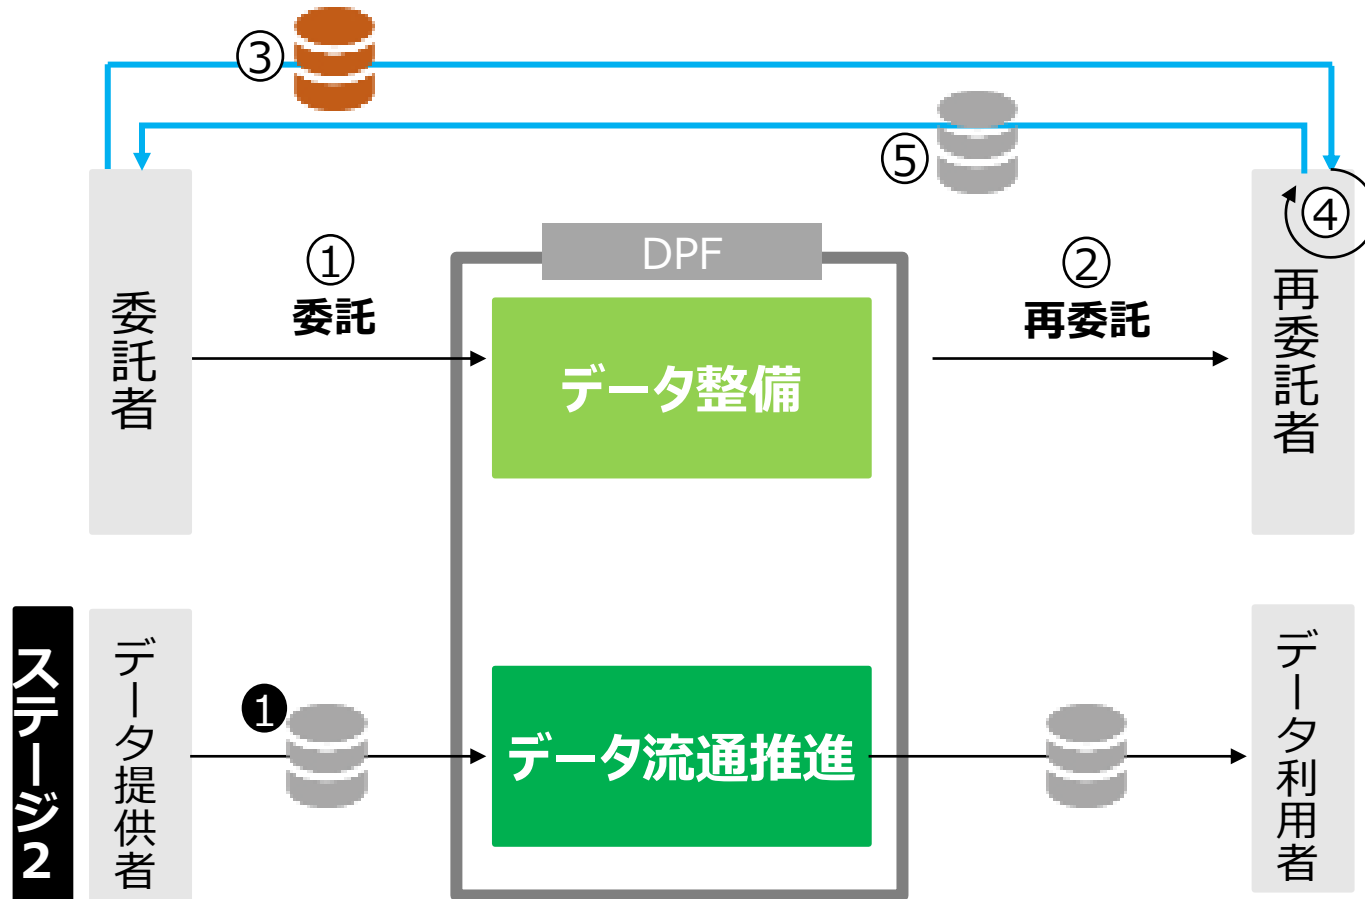 ③
⑤
④
DPF
①
委託
②
再委託
委託者
データ整備
再委託者
ステージ2
データ提供者
❶
データ流通推進
データ利用者